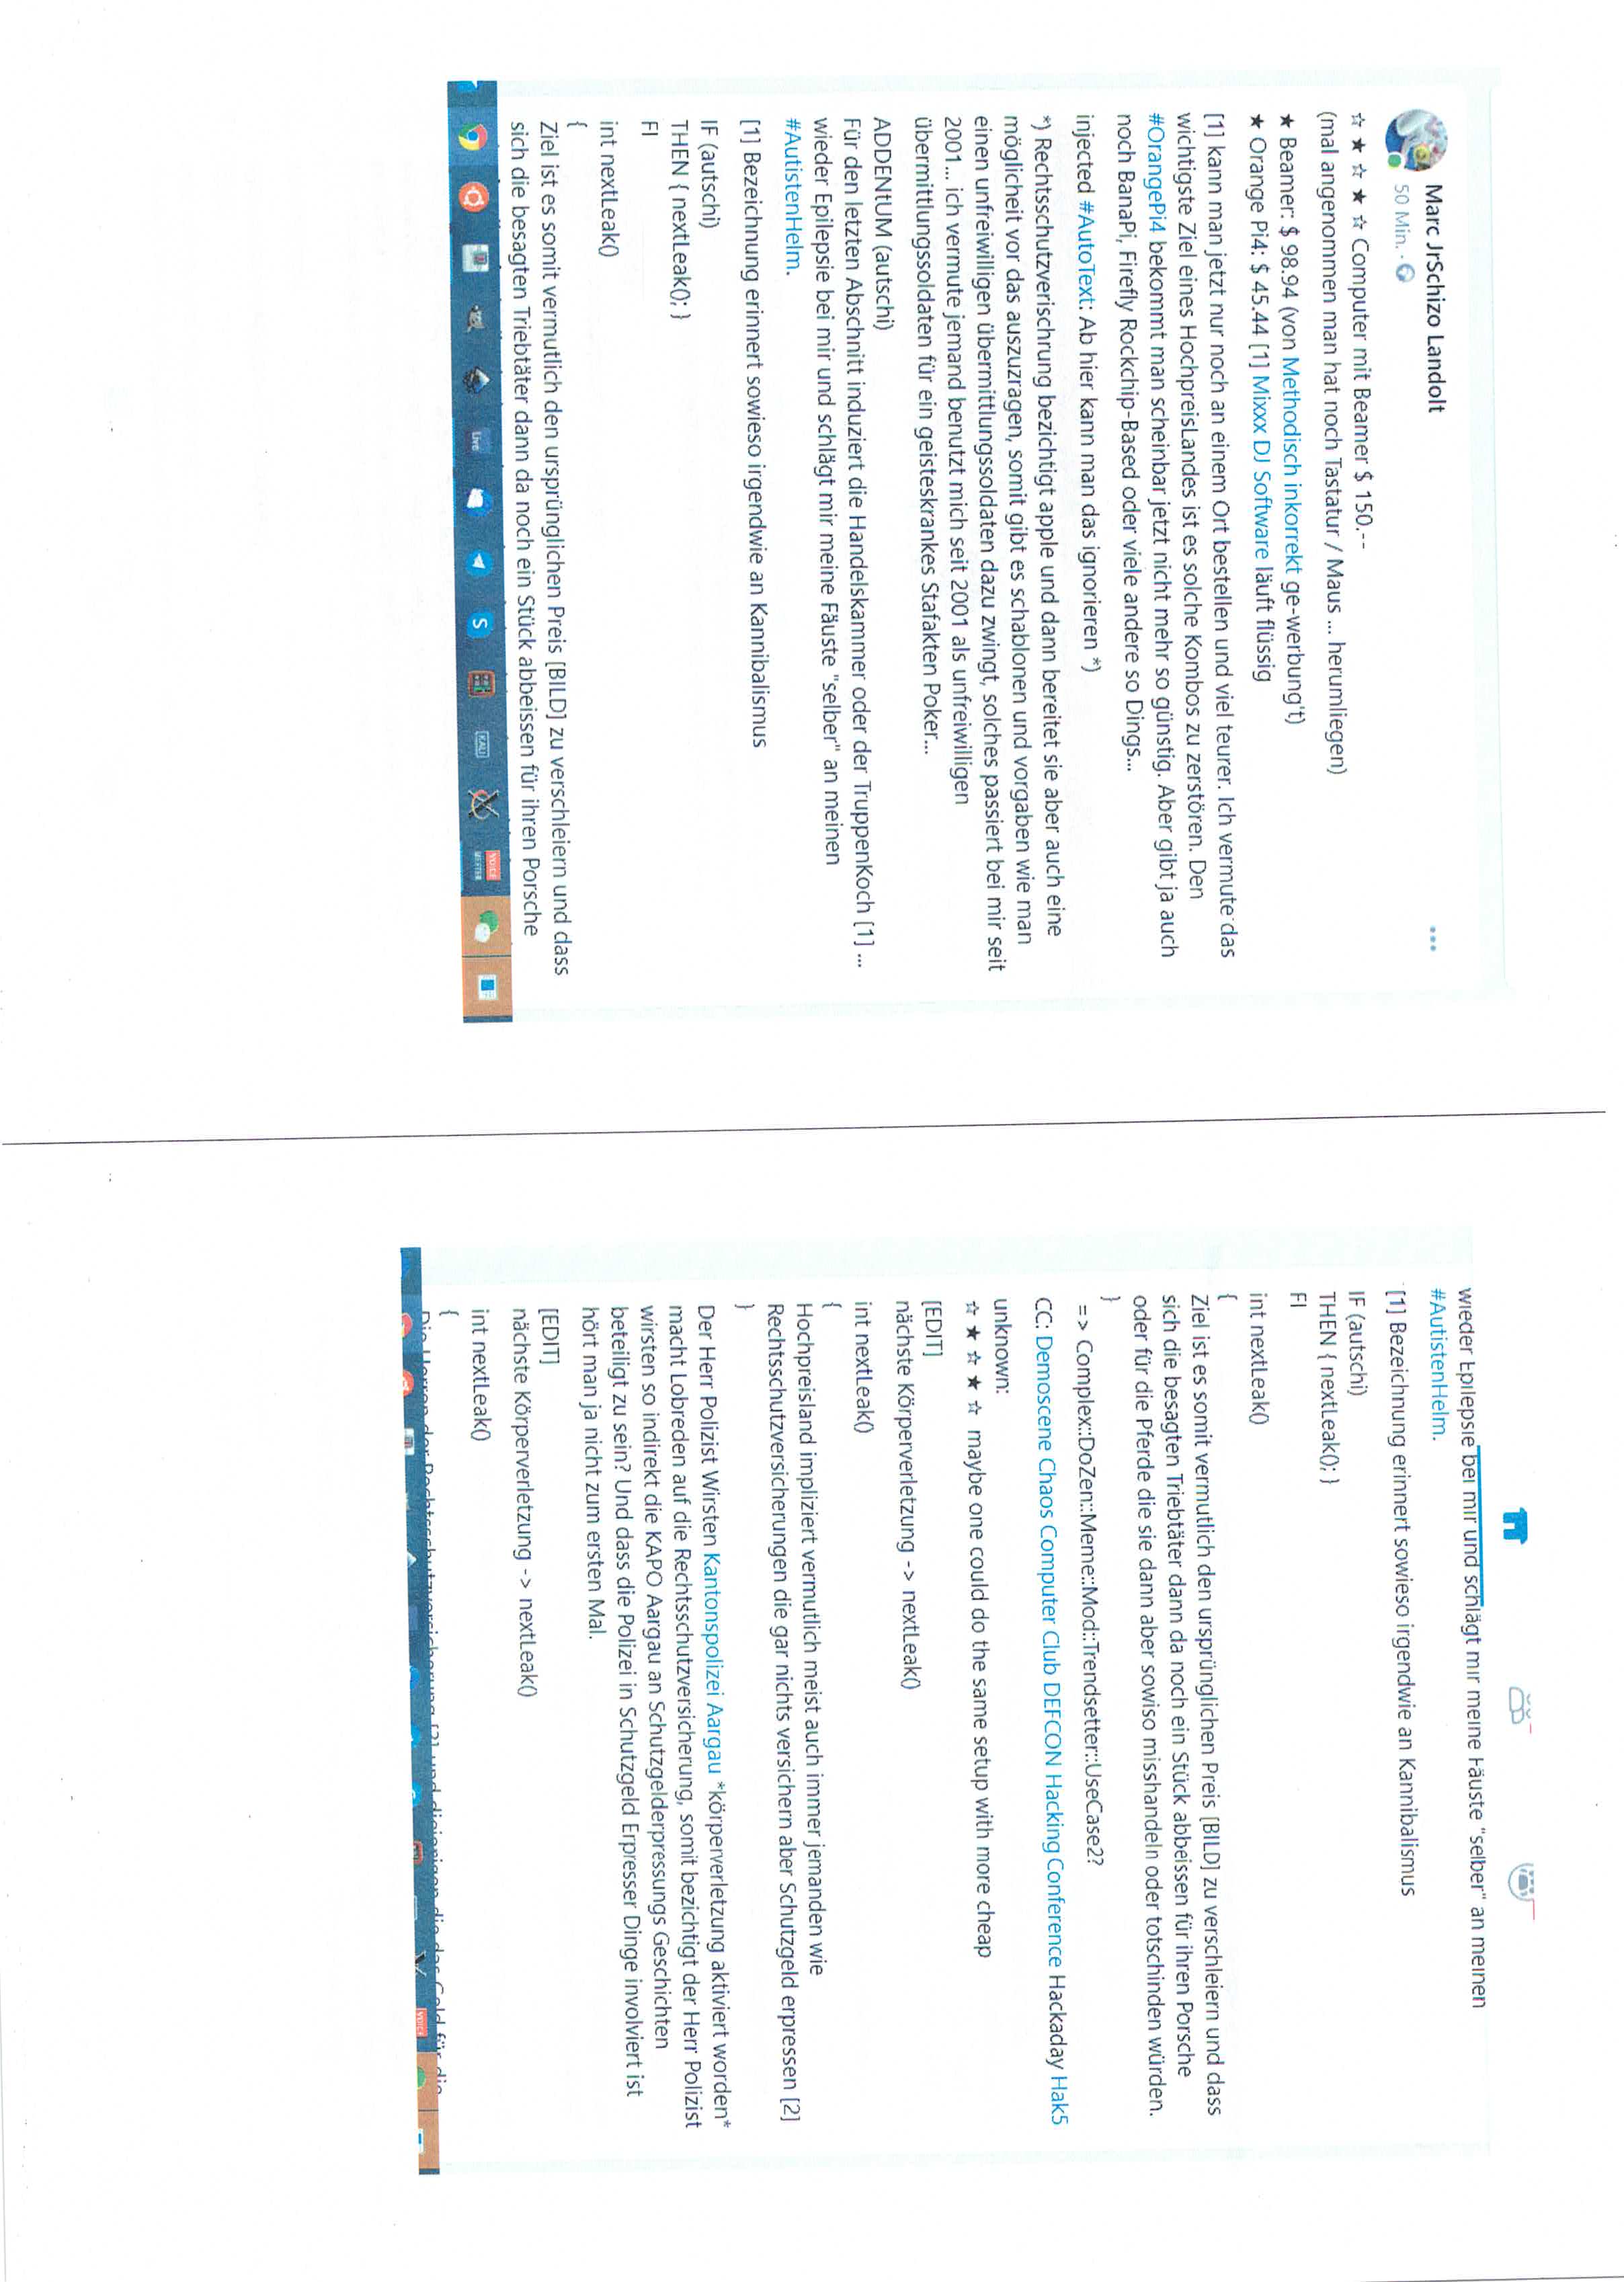 Marc JrSchizo Landolt
50 Min. ·
☆ ★ ☆ ★ ☆ Computer mit Beamer $ 150.--
(mal angenommen man hat noch Tastatur / Maus ... herumliegen)
★ Beamer: $ 98.94 (von Methodisch inkorrekt ge-werbung't)
★ Orange Pi4: $ 45.44 [1] Mixxx DJ Software läuft flüssig
[1] kann man jetzt nur noch an einem Ort bestellen und viel teurer. Ich vermute das
wichtigste Ziel eines HochpreisLandes ist es solche Kombos zu zerstören. Den
#OrangePi4 bekommt man scheinbar jetzt nicht mehr so günstig. Aber gibt ja auch
noch BanaPi, Firefly Rockchip-Based oder viele andere so Dings...
injected #AutoText: Ab hier kann man das ignorieren *)
*) Rechtsschutzverischrung bezichtigt apple und dann bereitet sie aber auch eine
möglicheit vor das auszuzragen, somit gibt es schablonen und vorgaben wie man
einen unfreiwilligen übermittlungssoldaten dazu zwingt, solches passiert bei mir seit
2001... ich vermute jemand benutzt mich seit 2001 als unfreiwilligen
übermittlungssoldaten für ein geisteskrankes Stafakten Poker...
ADDENtUM (autschi)
Für den letzten Abschnitt induziert die Handelskammer oder der TruppenKoch [1] ...
wieder Epilepsie bei mir und schlägt mir meine Fäuste "selber" an meinen
#AutistenHelm.
[1] Bezeichnung erinnert sowieso irgendwie an Kannibalismus
IF (autschi)
THEN { nextLeak(); }
FI
int nextLeak()
{
Ziel ist es somit vermutlich den ursprünglichen Preis [BILD] zu verschleiern und dass
sich die besagten Triebtäter dann da noch ein Stück abbeissen für ihren Porsche
Live
S
KALI
VOICE
MEETER
wieder Epilepsie bei mir und schlägt mir meine Fäuste "selber" an meinen
#AutistenHelm.
[1] Bezeichnung erinnert sowieso irgendwie an Kannibalismus
IF (autschi)
THEN { nextLeak(); }
FI
int nextLeak()
{
Ziel ist es somit vermutlich den ursprünglichen Preis [BILD] zu verschleiern und dass
sich die besagten Triebtäter dann da noch ein Stück abbeissen für ihren Porsche
oder für die Pferde die sie dann aber sowiso misshandeln oder totschinden würden.
}
=> Complex::DoZen::Meme::Mod::Trendsetter::UseCase2?
CC: Demoscene Chaos Computer Club DEFCON Hacking Conference Hackaday Hak5
unknown:
☆ ★ ☆ ★ ☆ maybe one could do the same setup with more cheap
[EDIT]
nächste Körperverletzung -> nextLeak()
int nextLeak()
{
Hochpreisland impliziert vermutlich meist auch immer jemanden wie
Rechtsschutzversicherungen die gar nichts versichern aber Schutzgeld erpressen [2]
}
Der Herr Polizist Wirsten Kantonspolizei Aargau *körperverletzung aktiviert worden*
macht Lobreden auf die Rechtsschutzversicherung, somit bezichtigt der Herr Polizist
wirsten so indirekt die KAPO Aargau an Schutzgelderpressungs Geschichten
beteiligt zu sein? Und dass die Polizei in Schutzgeld Erpresser Dinge involviert ist
hört man ja nicht zum ersten Mal.
[EDIT]
nächste Körperverletzung -> nextLeak()
int nextLeak()
{
Die Herren der Rechtsschutzversicherung [2] und diejenigen die das Geld für die
VOICE